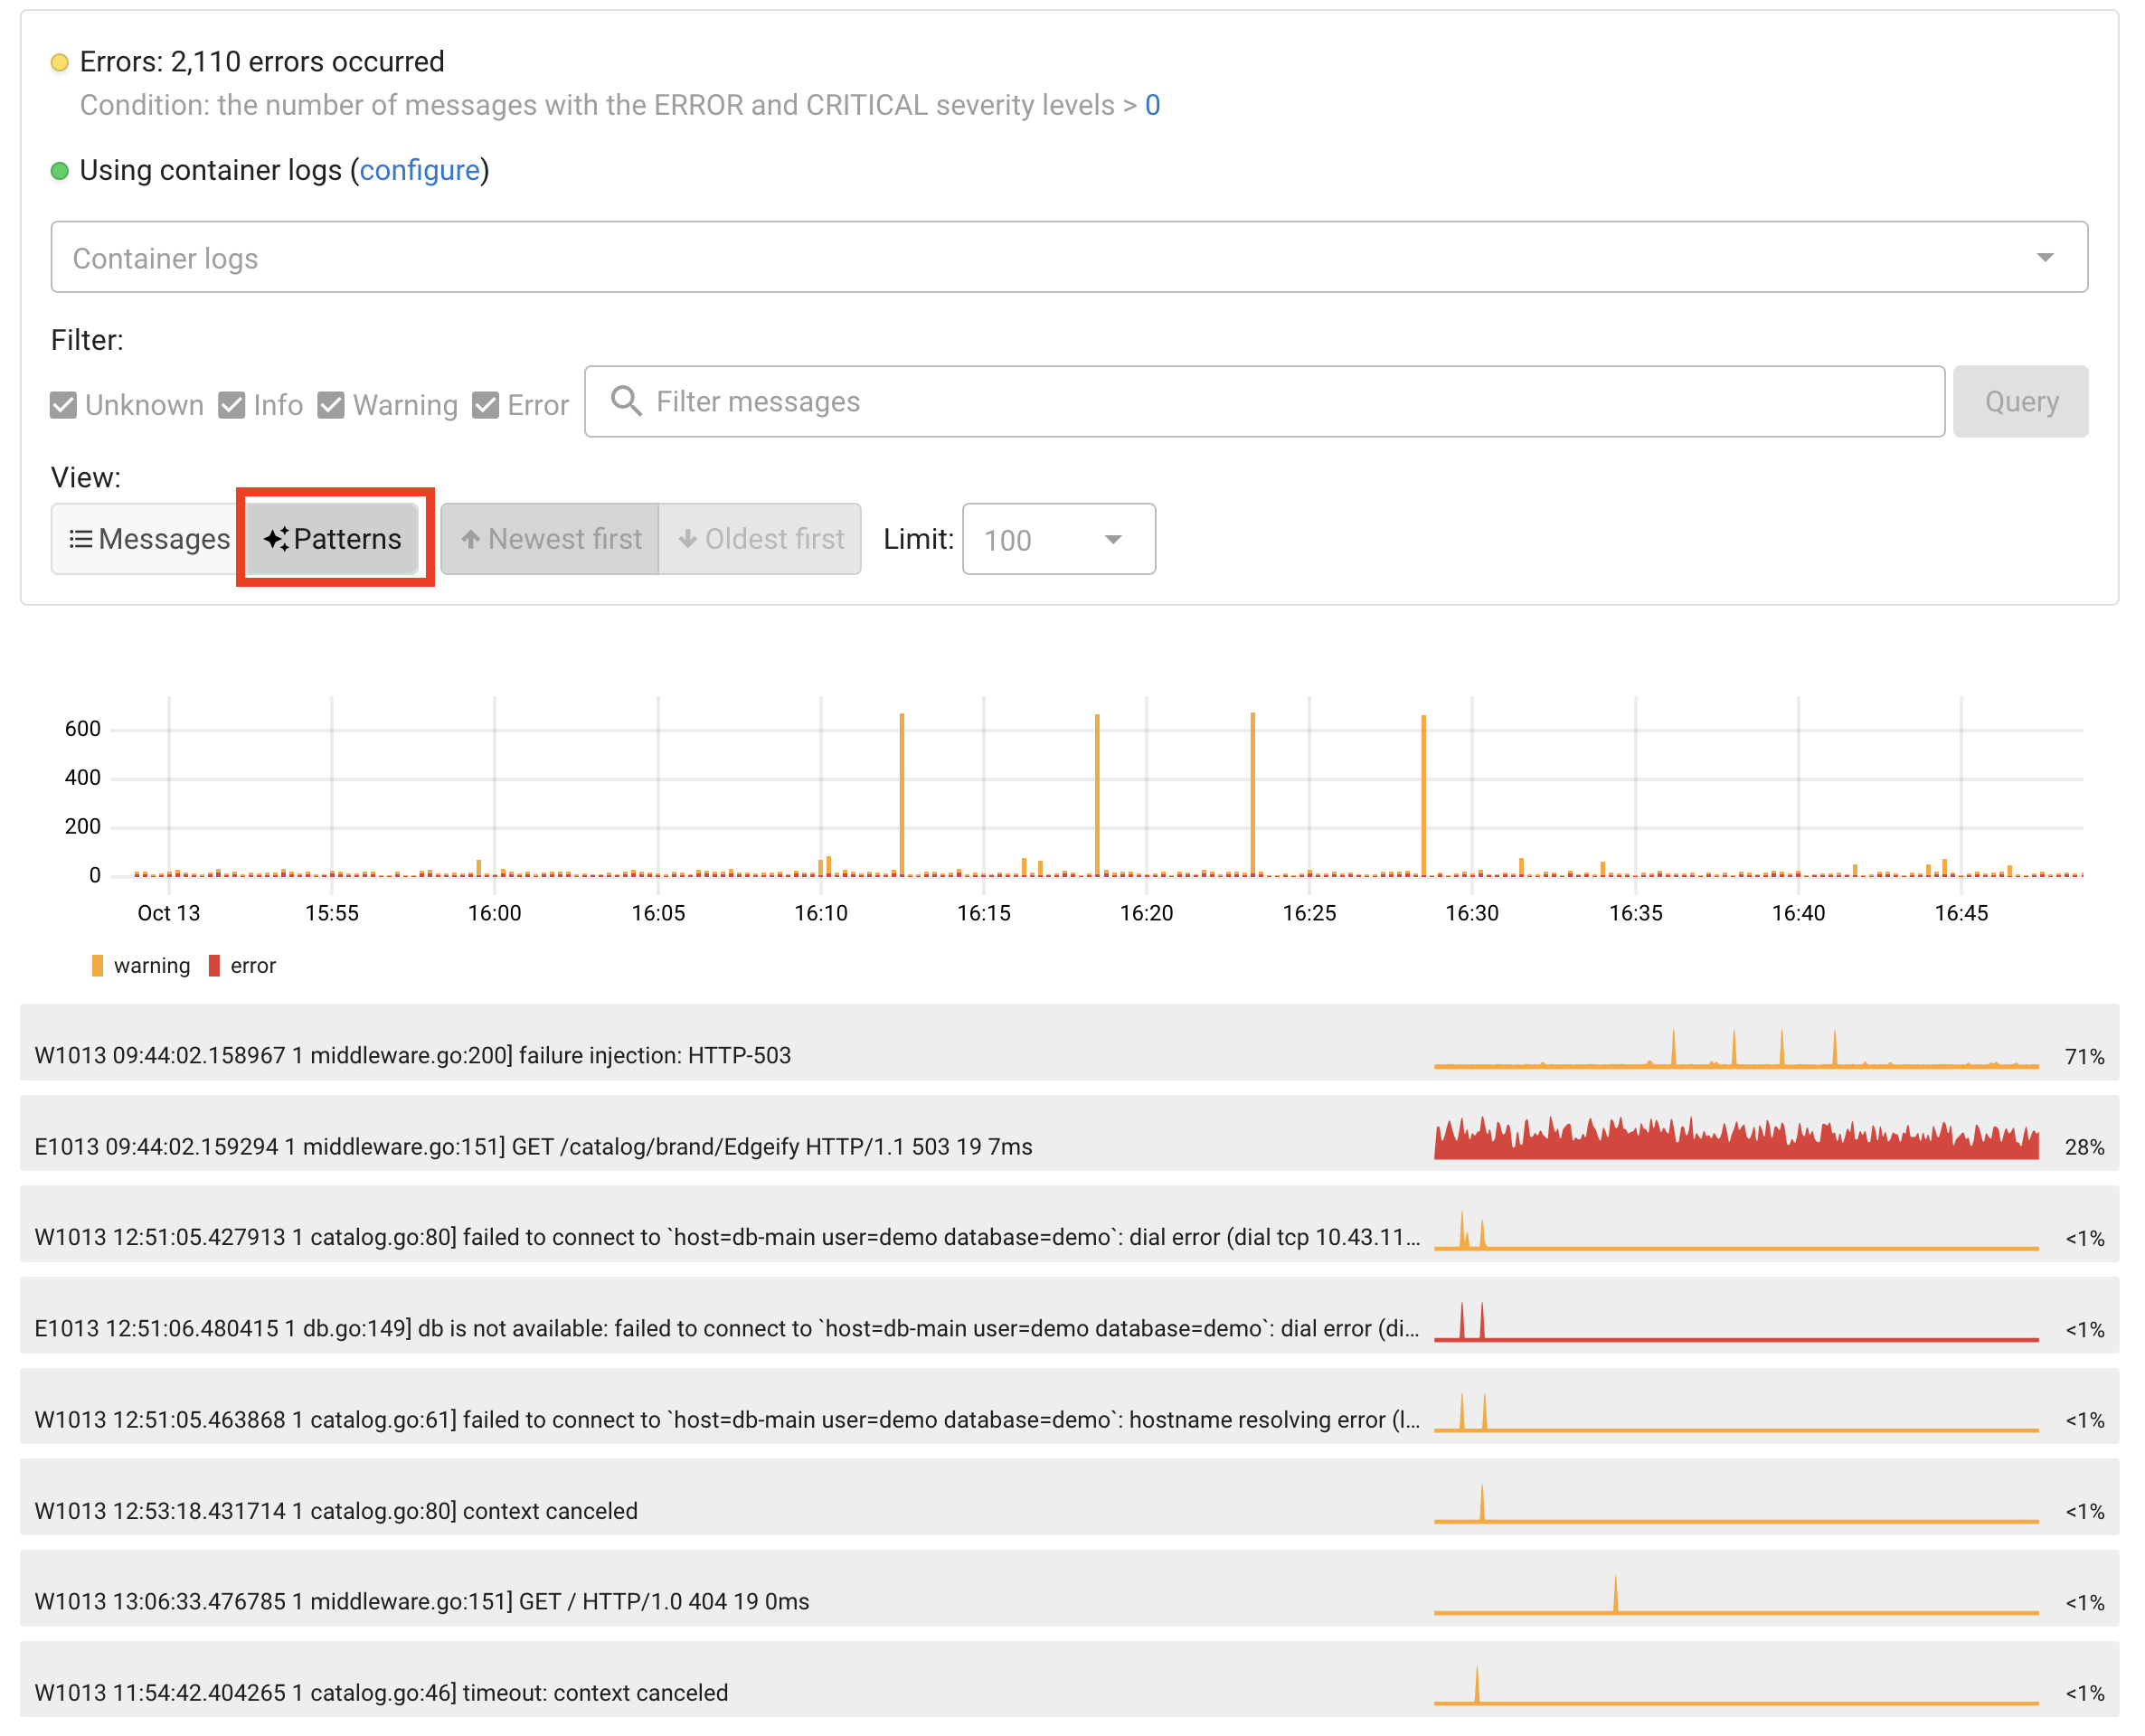 Errors: 2,110 errors occurred
Condition: the number of messages with the ERROR and CRITICAL severity levels > 0
Using container logs (configure)
Container logs
Filter:
Unknown Info Warning Error Filter messages Query
View:
Messages Patterns Newest first Oldest first Limit: 100
600
400
200
0
Oct 13 15:55 16:00 16:05 16:10 16:15 16:20 16:25 16:30 16:35 16:40 16:45
warning error
W1013 09:44:02.158967 1 middleware.go:200] failure injection: HTTP-503 71%
E1013 09:44:02.159294 1 middleware.go:151] GET /catalog/brand/Edgeify HTTP/1.1 503 19 7ms 28%
W1013 12:51:05.427913 1 catalog.go:80] failed to connect to `host=db-main user=demo database=demo`: dial error (dial tcp 10.43.11... <1%
E1013 12:51:06.480415 1 db.go:149] db is not available: failed to connect to `host=db-main user=demo database=demo`: dial error (di... <1%
W1013 12:51:05.463868 1 catalog.go:61] failed to connect to `host=db-main user=demo database=demo`: hostname resolving error (l... <1%
W1013 12:53:18.431714 1 catalog.go:80] context canceled <1%
W1013 13:06:33.476785 1 middleware.go:151] GET / HTTP/1.0 404 19 0ms <1%
W1013 11:54:42.404265 1 catalog.go:46] timeout: context canceled <1%